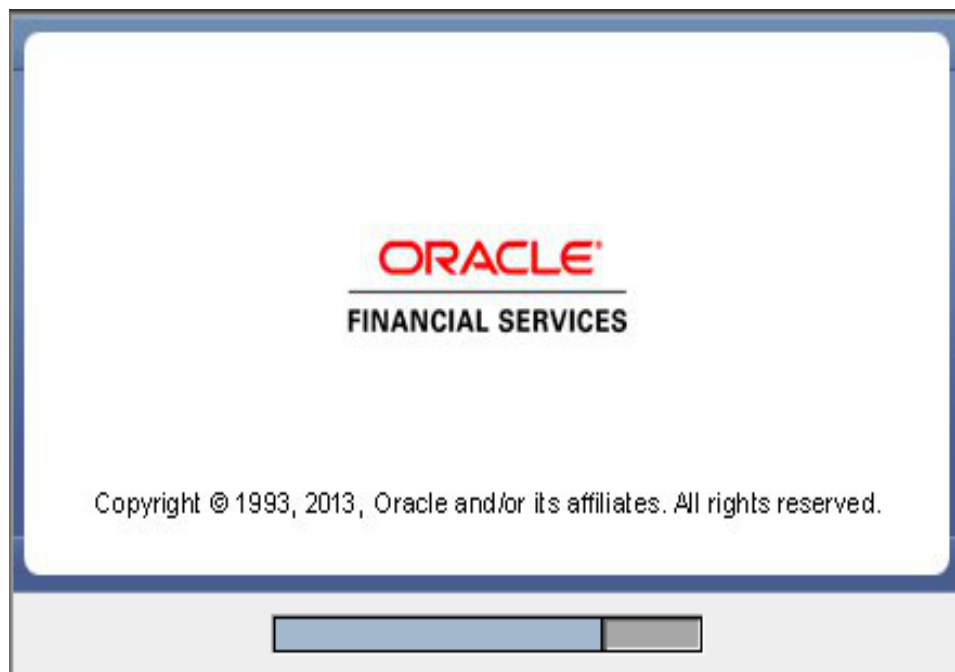 ORACLE®
FINANCIAL SERVICES
Copyright © 1993, 2013, Oracle and/or its affiliates. All rights reserved.